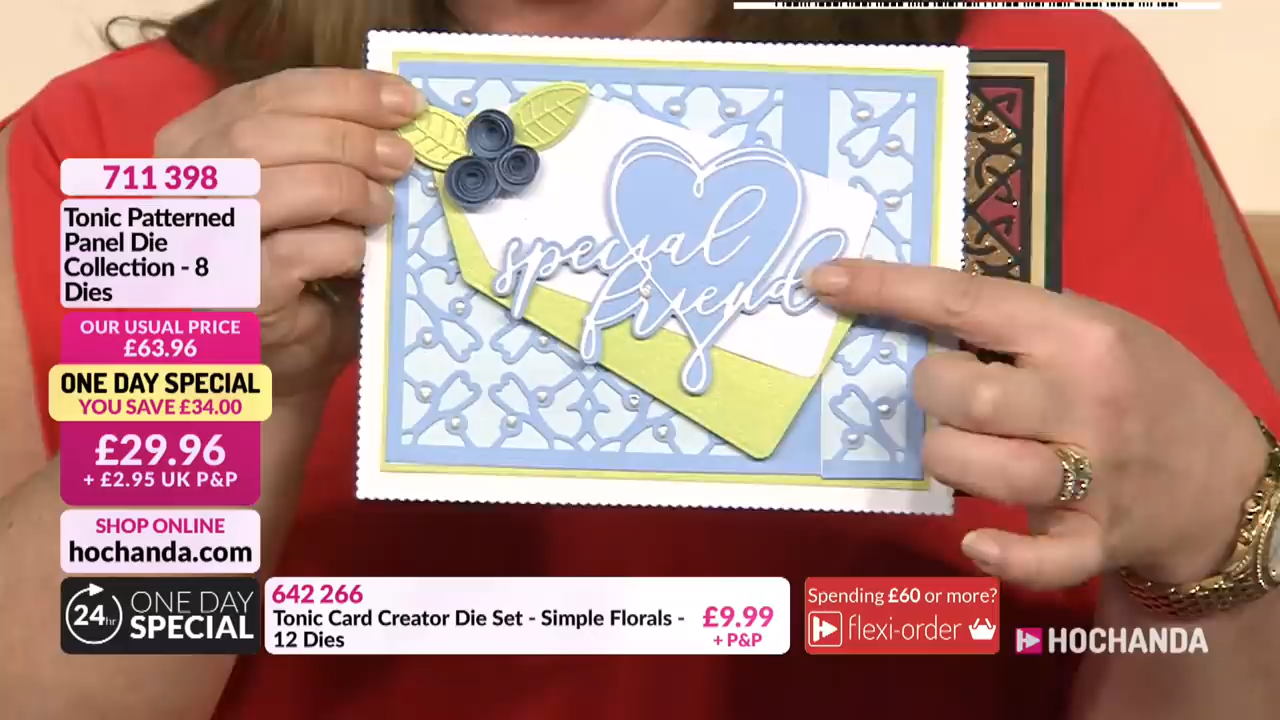 special
friend
711 398
Tonic Patterned
Panel Die
Collection - 8
Dies
OUR USUAL PRICE
£63.96
ONE DAY SPECIAL
YOU SAVE £34.00
£29.96
+ £2.95 UK P&P
SHOP ONLINE
hochanda.com
24hr
ONE DAY
SPECIAL
642 266
Tonic Card Creator Die Set - Simple Florals -
12 Dies
£9.99
+ P&P
Spending £60 or more?
flexi-order
HOCHANDA